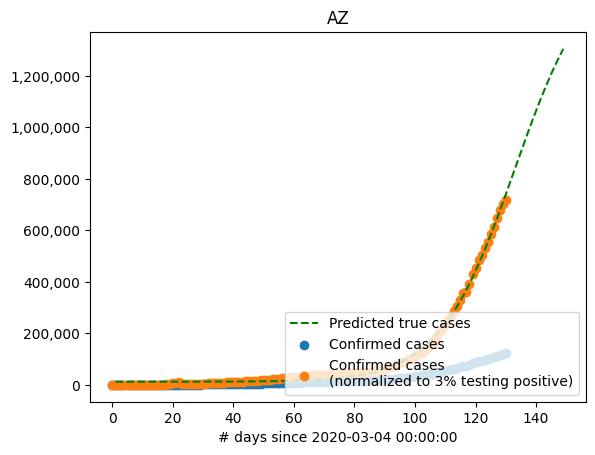 AZ
1,200,000
1,000,000
800,000
600,000
400,000
200,000
0
Predicted true cases
Confirmed cases
Confirmed cases
(normalized to 3% testing positive)
0 20 40 60 80 100 120 140
# days since 2020-03-04 00:00:00